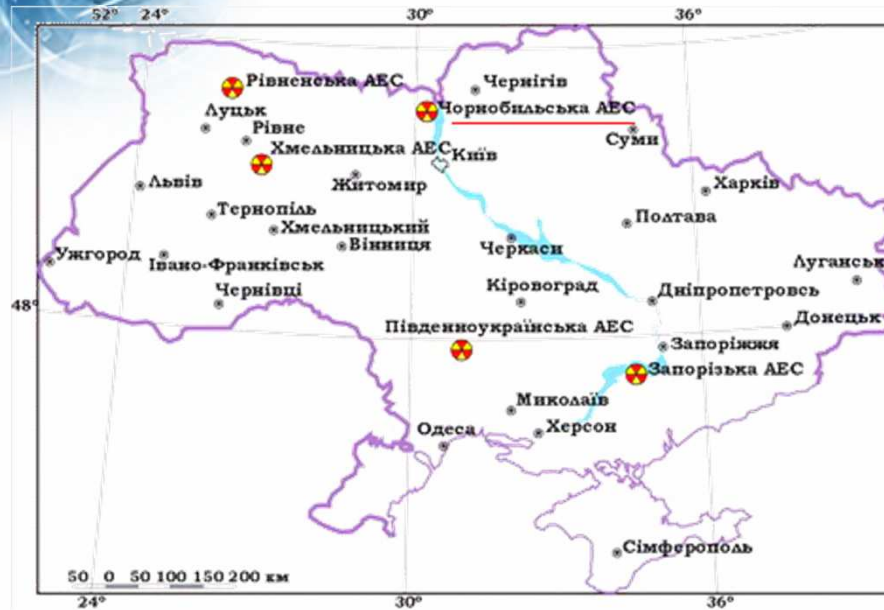 52° 24° 30° 36°
Рівненська АЕС
Чернігів
Чорнобильська АЕС
Луцьк
Рівне
Суми
Хмельницька АЕС
Київ
Львів
Житомир
Харків
Тернопіль
Полтава
Хмельницький
Вінниця
Черкаси
Ужгород
Івано-Франківськ
Луганськ
Чернівці
Кіровоград
Дніпропетровсь
48°
Донецьк
Південноукраїнська АЕС
Запоріжжя
Запорізька АЕС
Миколаїв
Одеса
Херсон
Сімферополь
50 0 50 100 150 200 км
24° 30° 36°